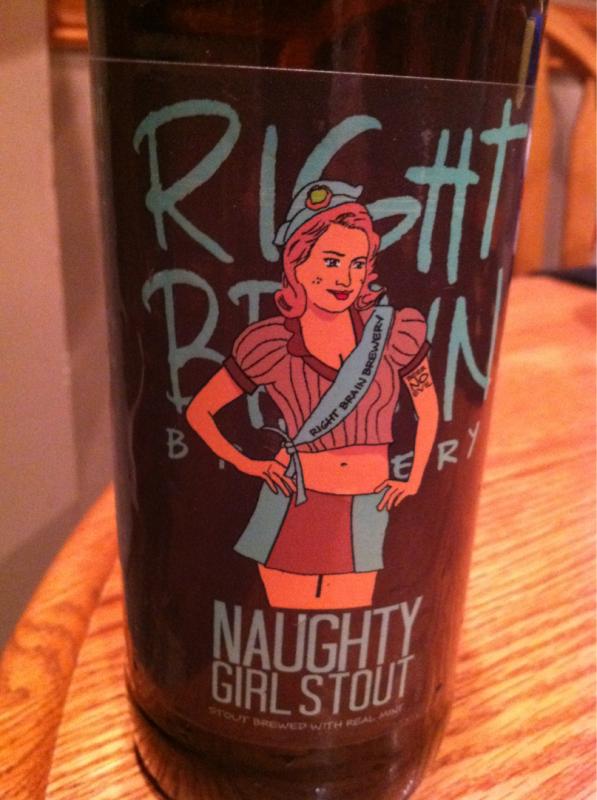 RIGHT
BRAIN
BREWERY
RIGHT BRAIN BREWERY
NAUGHTY
GIRL STOUT
STOUT BREWED WITH REAL MINT